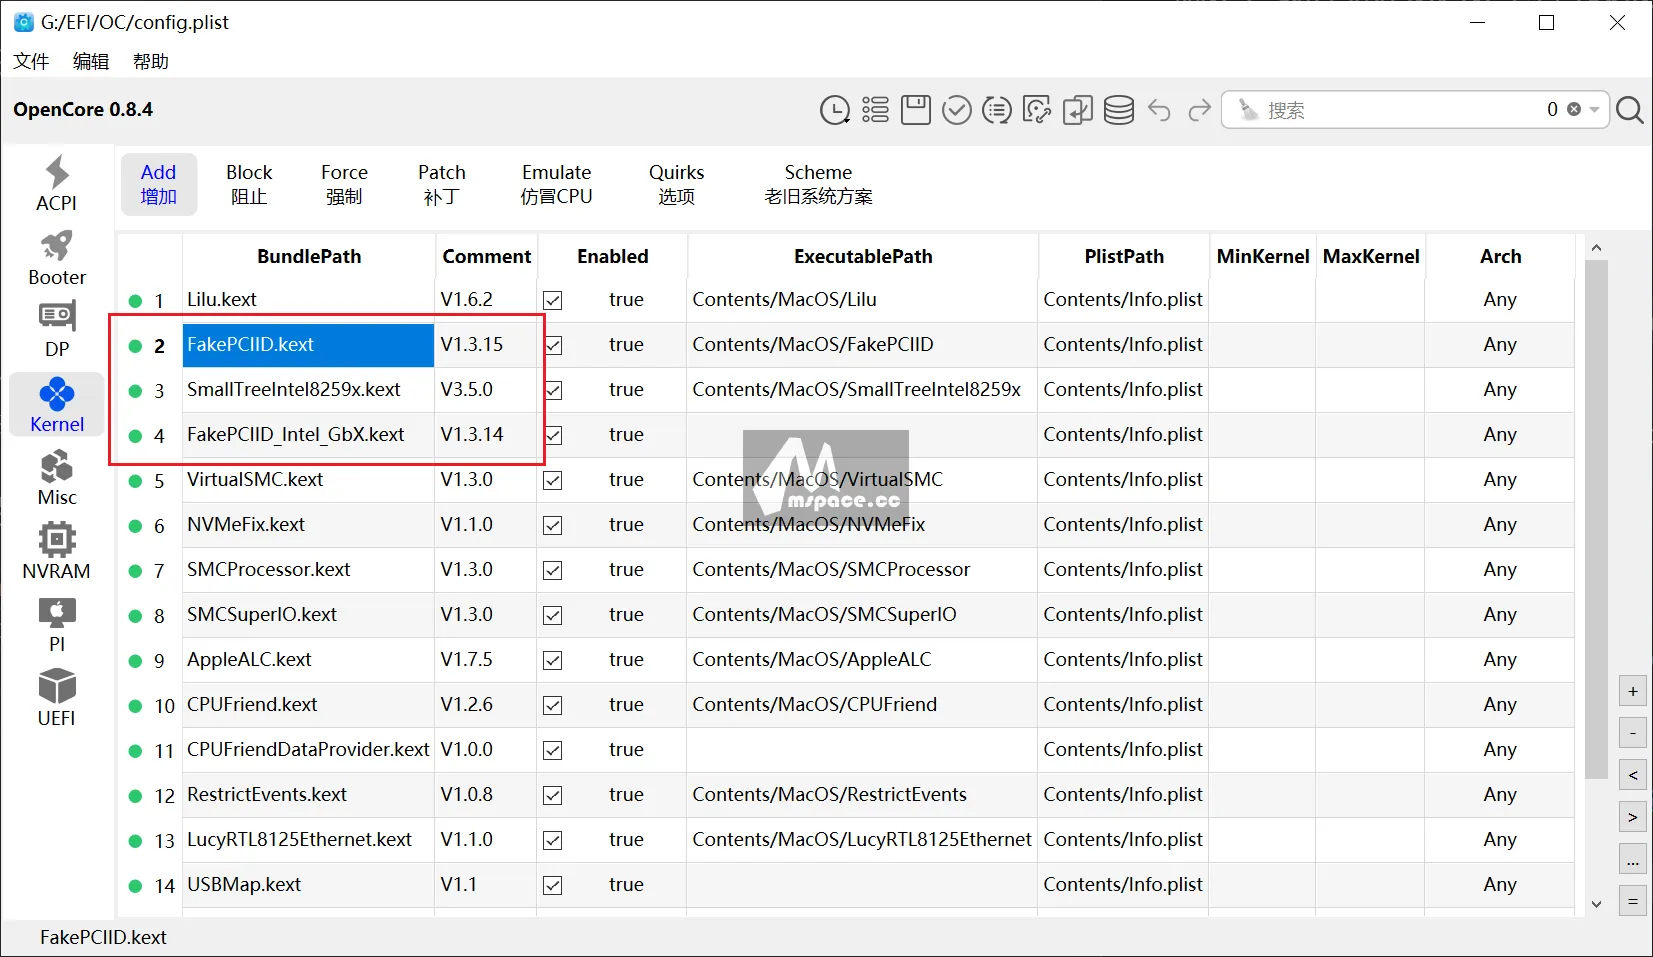 G:/EFI/OC/config.plist
文件 编辑 帮助
OpenCore 0.8.4
搜索 0
ACPI
Booter
DP
Kernel
Misc
NVRAM
PI
UEFI
Add Block Force Patch Emulate Quirks Scheme
增加 阻止 强制 补丁 仿冒CPU 选项 老旧系统方案
BundlePath Comment Enabled ExecutablePath PlistPath MinKernel MaxKernel Arch
1 Lilu.kext V1.6.2 true Contents/MacOS/Lilu Contents/Info.plist Any
2 FakePCIID.kext V1.3.15 true Contents/MacOS/FakePCIID Contents/Info.plist Any
3 SmallTreeIntel8259x.kext V3.5.0 true Contents/MacOS/SmallTreeIntel8259x Contents/Info.plist Any
4 FakePCIID_Intel_GbX.kext V1.3.14 true Contents/Info.plist Any
5 VirtualSMC.kext V1.3.0 true Contents/MacOS/VirtualSMC Contents/Info.plist Any
mspace.cc
6 NVMeFix.kext V1.1.0 true Contents/MacOS/NVMeFix Contents/Info.plist Any
7 SMCProcessor.kext V1.3.0 true Contents/MacOS/SMCProcessor Contents/Info.plist Any
8 SMCSuperIO.kext V1.3.0 true Contents/MacOS/SMCSuperIO Contents/Info.plist Any
9 AppleALC.kext V1.7.5 true Contents/MacOS/AppleALC Contents/Info.plist Any
10 CPUFriend.kext V1.2.6 true Contents/MacOS/CPUFriend Contents/Info.plist Any
11 CPUFriendDataProvider.kext V1.0.0 true Contents/Info.plist Any
12 RestrictEvents.kext V1.0.8 true Contents/MacOS/RestrictEvents Contents/Info.plist Any
13 LucyRTL8125Ethernet.kext V1.1.0 true Contents/MacOS/LucyRTL8125Ethernet Contents/Info.plist Any
14 USBMap.kext V1.1 true Contents/Info.plist Any
+
-
<
>
...
=
FakePCIID.kext